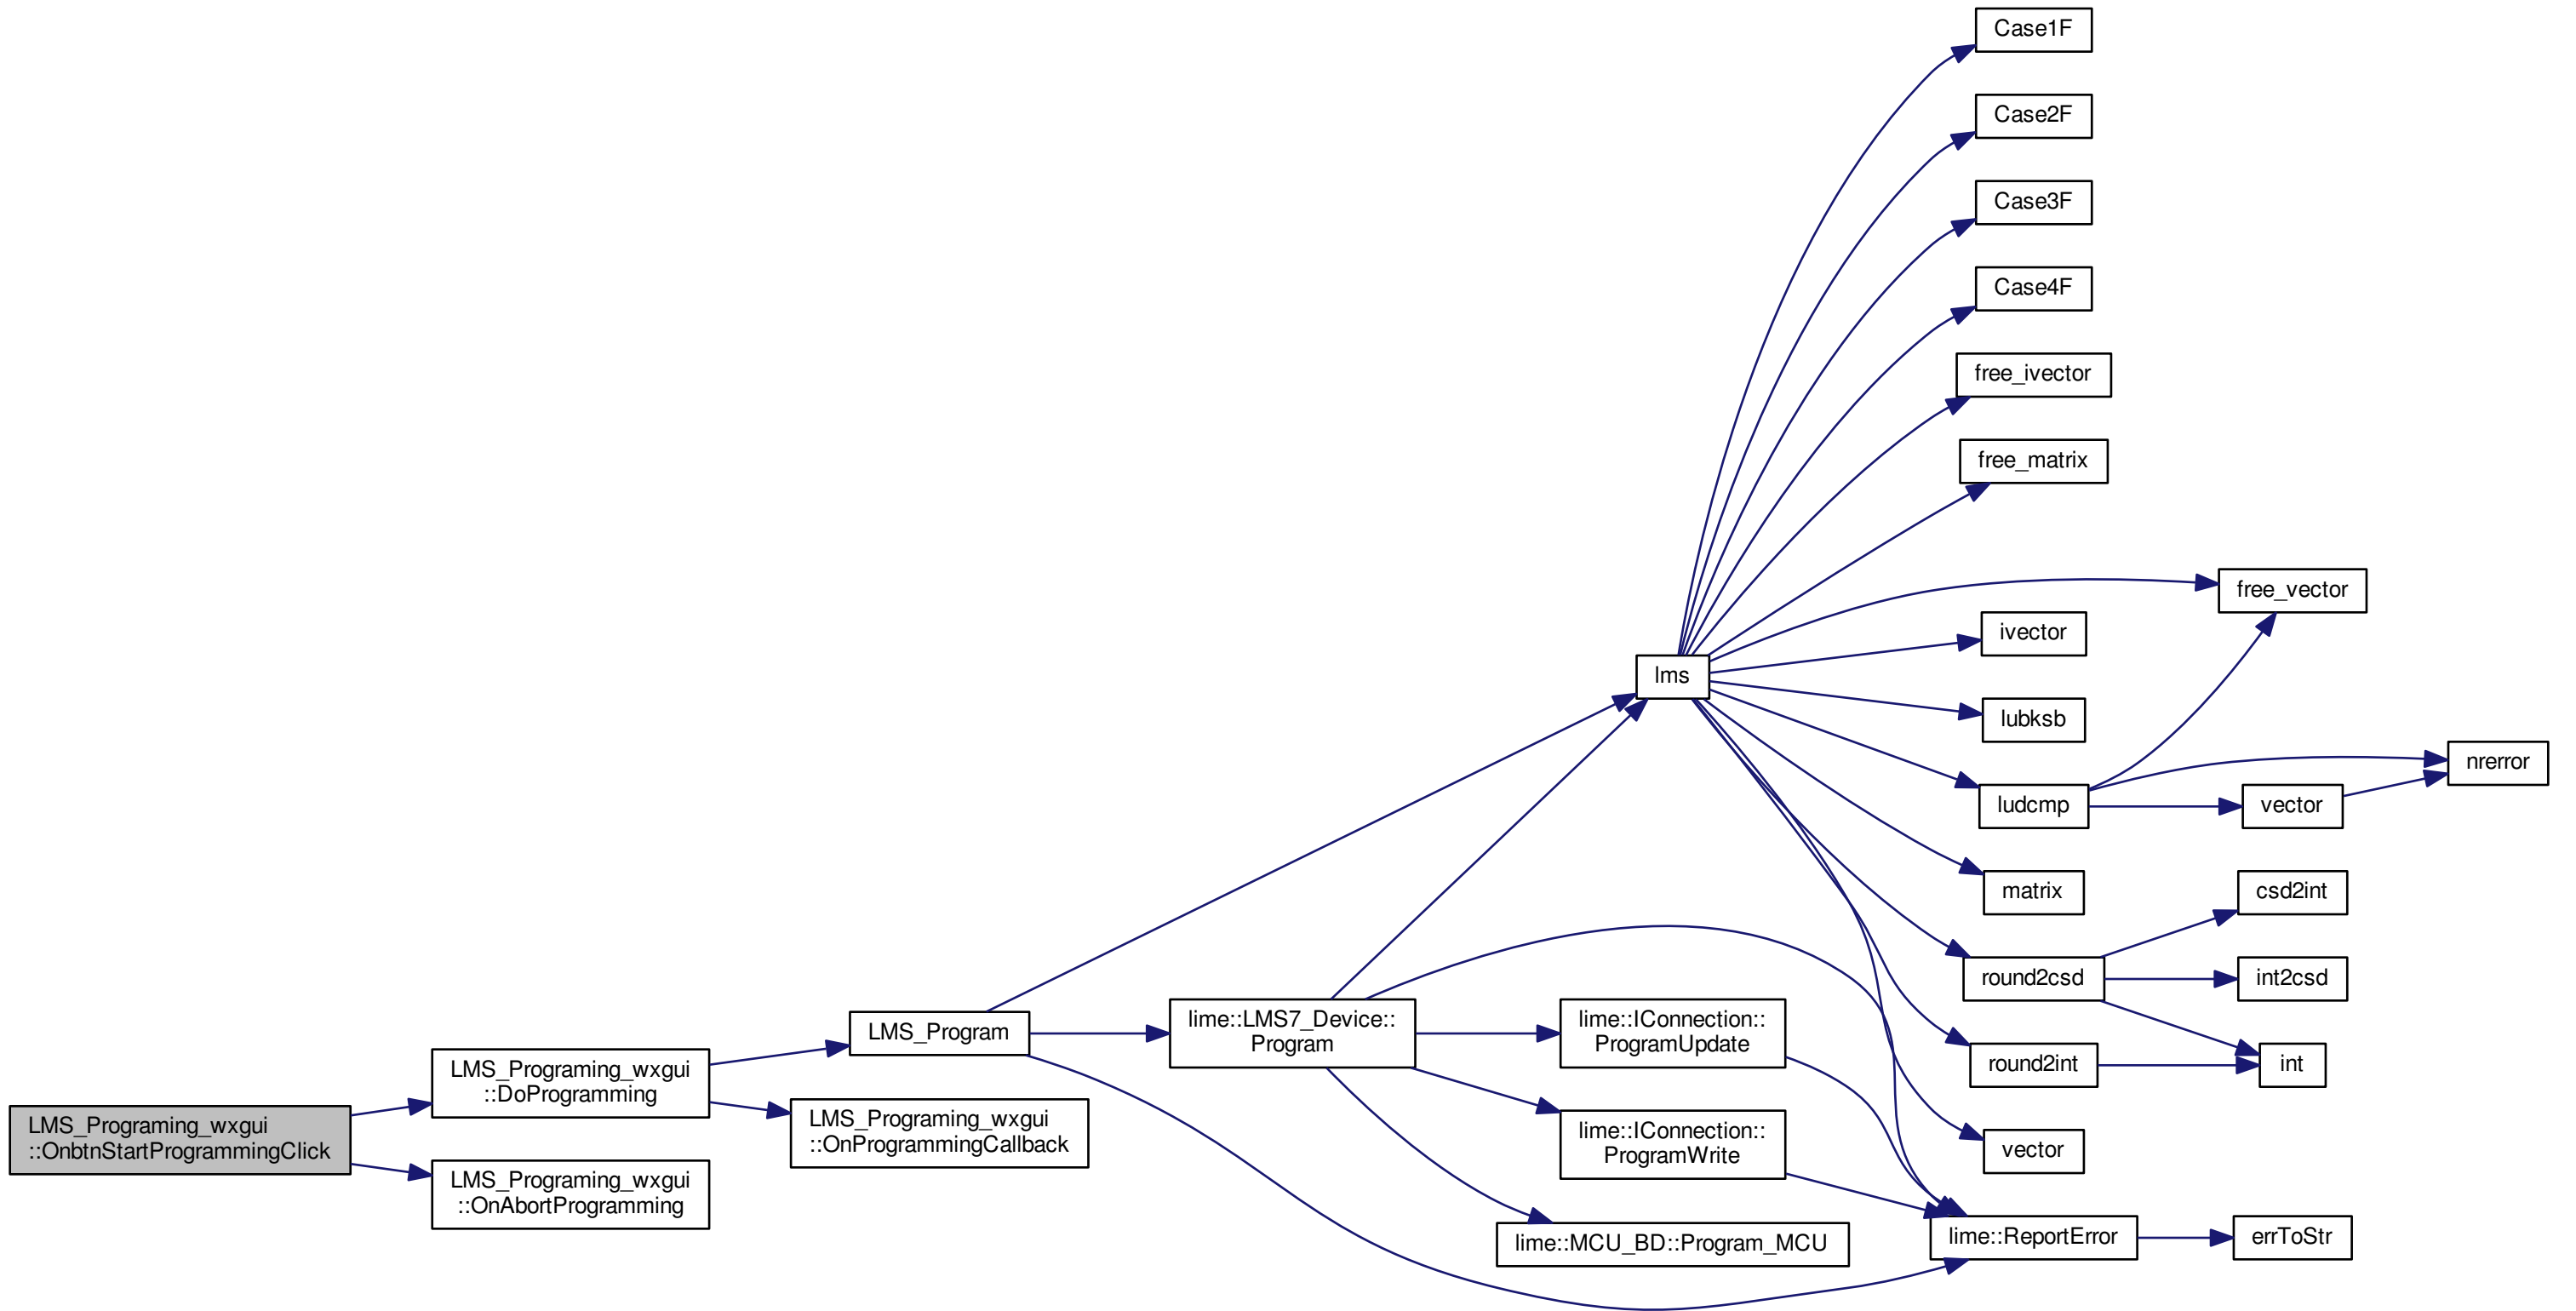 Case1F
Case2F
Case3F
Case4F
free_ivector
free_matrix
free_vector
ivector
lms
lubksb
nrerror
ludcmp
vector
matrix
csd2int
round2csd
int2csd
lime::LMS7_Device::
Program
lime::IConnection::
ProgramUpdate
LMS_Program
round2int
int
LMS_Programing_wxgui
::DoProgramming
LMS_Programing_wxgui
::OnProgrammingCallback
LMS_Programing_wxgui
::OnbtnStartProgrammingClick
lime::IConnection::
ProgramWrite
vector
LMS_Programing_wxgui
::OnAbortProgramming
lime::MCU_BD::Program_MCU
lime::ReportError
errToStr